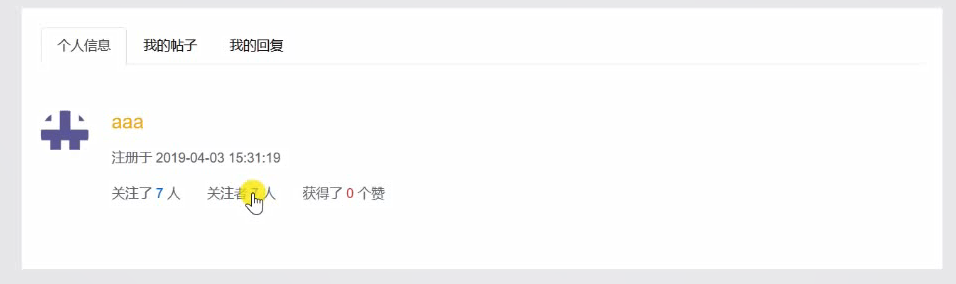 个人信息 我的帖子 我的回复
aaa
注册于 2019-04-03 15:31:19
关注了 7 人 关注者 7 人 获得了 0 个赞